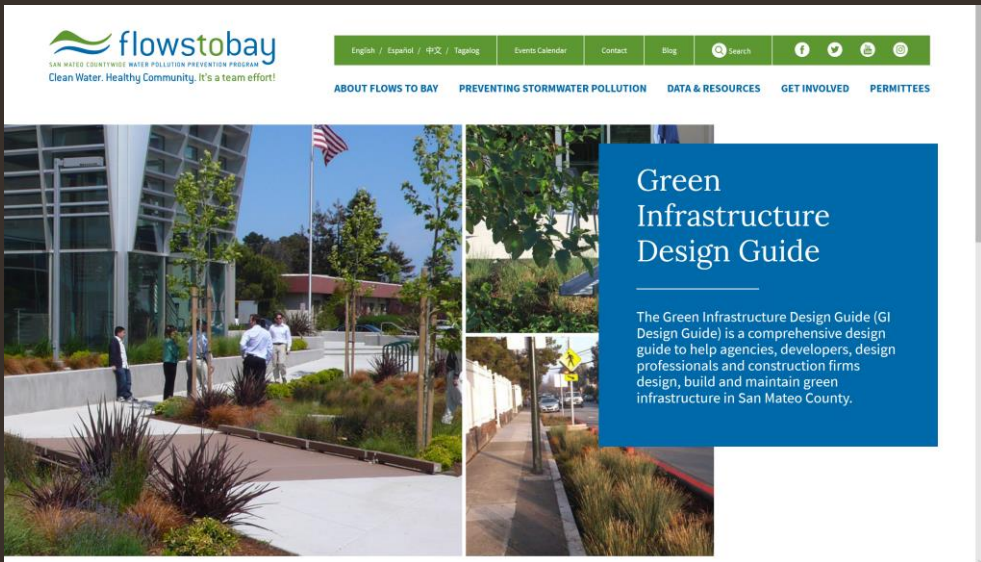 flowstobay
SAN MATEO COUNTYWIDE WATER POLLUTION PREVENTION PROGRAM
Clean Water. Healthy Community. It's a team effort!
English / Español / 中文 / Tagalog
Events Calendar
Contact
Blog
Search
ABOUT FLOWS TO BAY
PREVENTING STORMWATER POLLUTION
DATA & RESOURCES
GET INVOLVED
PERMITTEES
Green
Infrastructure
Design Guide
The Green Infrastructure Design Guide (GI
Design Guide) is a comprehensive design
guide to help agencies, developers, design
professionals and construction firms
design, build and maintain green
infrastructure in San Mateo County.